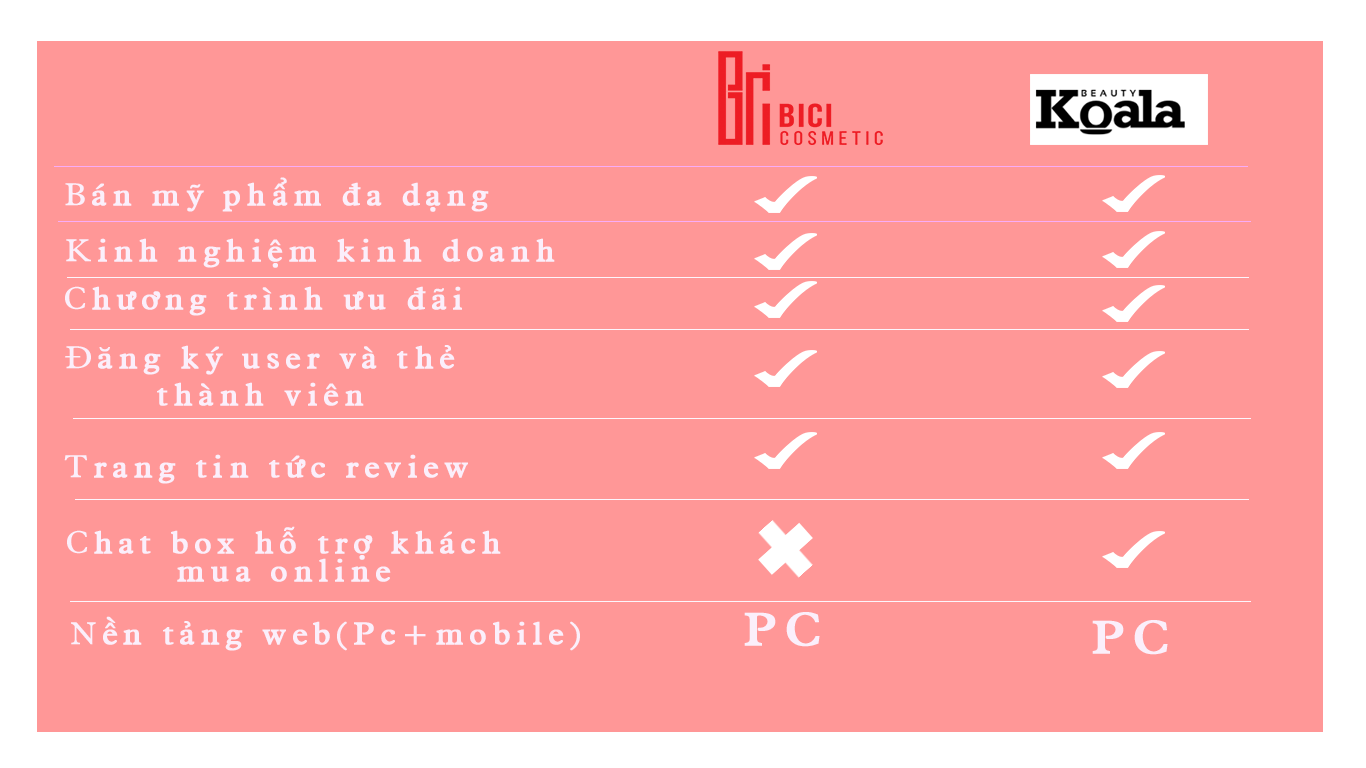 Bri BICI
COSMETIC
BEAUTY
Koala
Bán mỹ phẩm đa dạng
Kinh nghiệm kinh doanh
Chương trình ưu đãi
Đăng ký user và thẻ
thành viên
Trang tin tức review
Chat box hỗ trợ khách
mua online
Nền tảng web(Pc+mobile)
PC
PC